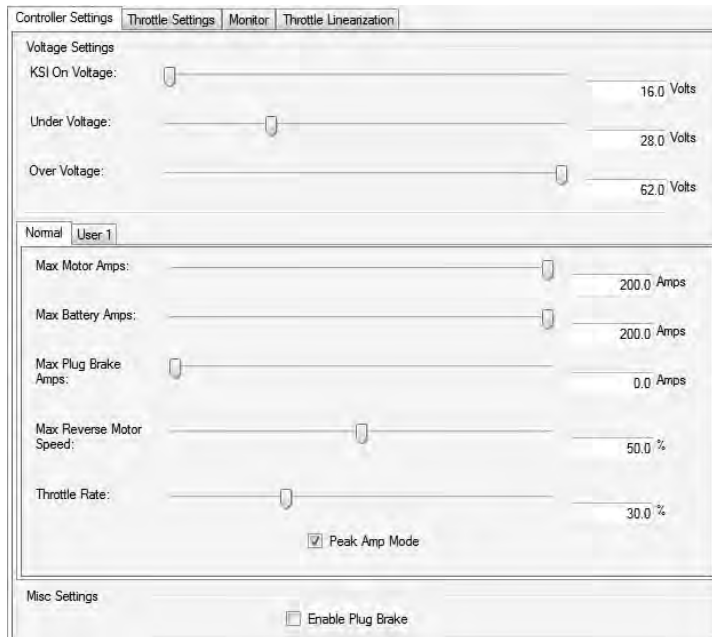 Controller Settings Throttle Settings Monitor Throttle Linearization
Voltage Settings
KSI On Voltage:
16.0 Volts
Under Voltage:
28.0 Volts
Over Voltage:
62.0 Volts
Normal User 1
Max Motor Amps:
200.0 Amps
Max Battery Amps:
200.0 Amps
Max Plug Brake
Amps:
0.0 Amps
Max Reverse Motor
Speed:
50.0 %
Throttle Rate:
30.0 %
Peak Amp Mode
Misc Settings
Enable Plug Brake